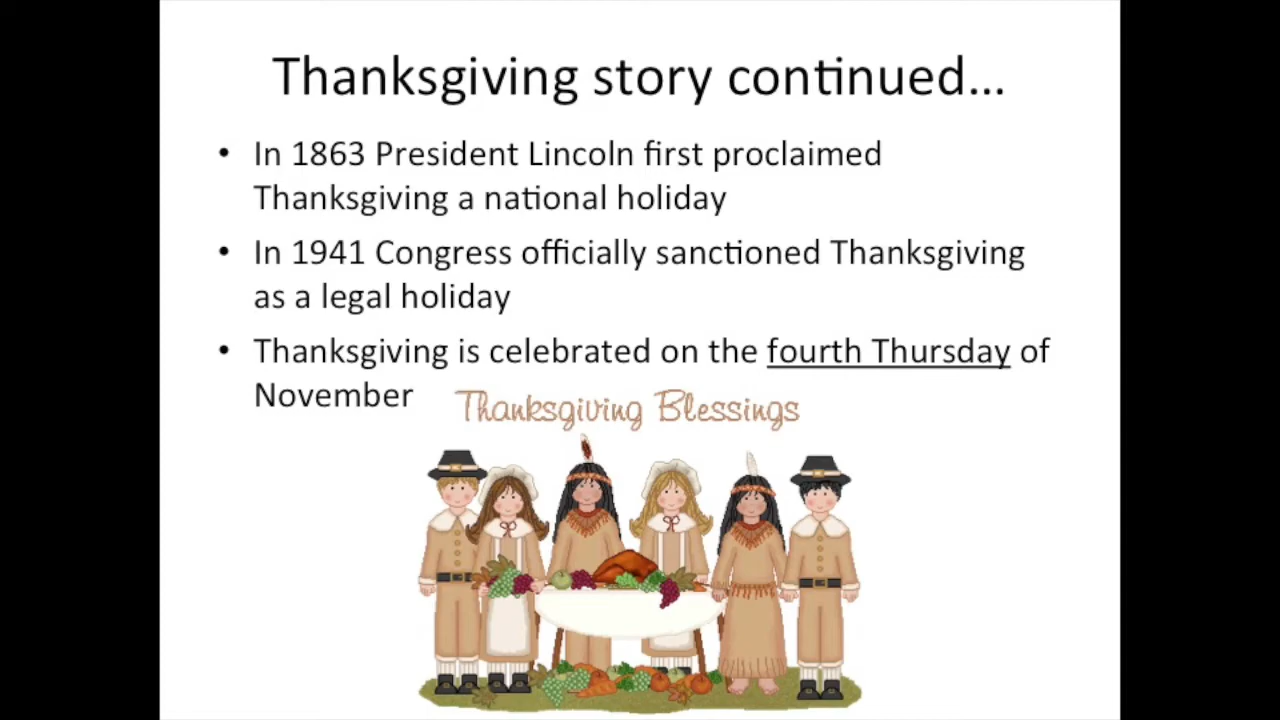 Thanksgiving story continued...
• In 1863 President Lincoln first proclaimed
Thanksgiving a national holiday
• In 1941 Congress officially sanctioned Thanksgiving
as a legal holiday
• Thanksgiving is celebrated on the fourth Thursday of
November
Thanksgiving Blessings